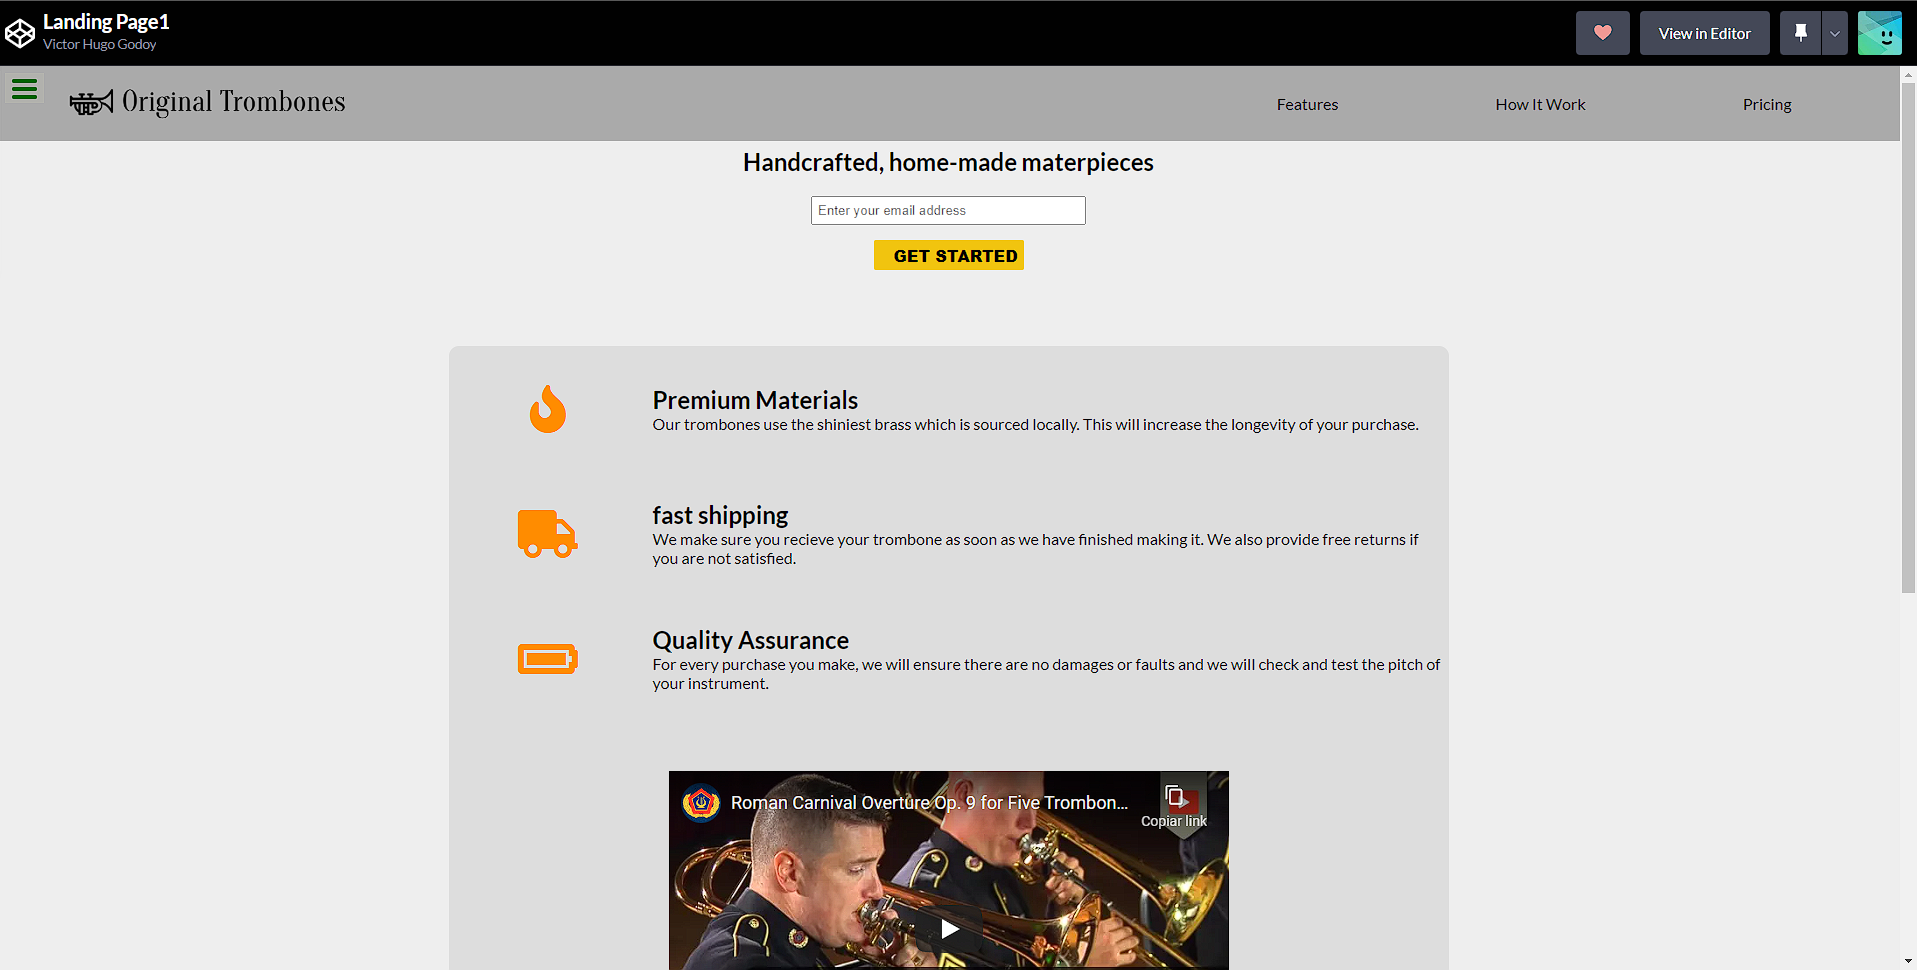 Landing Page1
Victor Hugo Godoy
View in Editor
Original Trombones
Features
How It Work
Pricing
Handcrafted, home-made materpieces
Enter your email address
GET STARTED
Premium Materials
Our trombones use the shiniest brass which is sourced locally. This will increase the longevity of your purchase.
fast shipping
We make sure you recieve your trombone as soon as we have finished making it. We also provide free returns if
you are not satisfied.
Quality Assurance
For every purchase you make, we will ensure there are no damages or faults and we will check and test the pitch of
your instrument.
Roman Carnival Overture Op. 9 for Five Trombon...
Copiar link